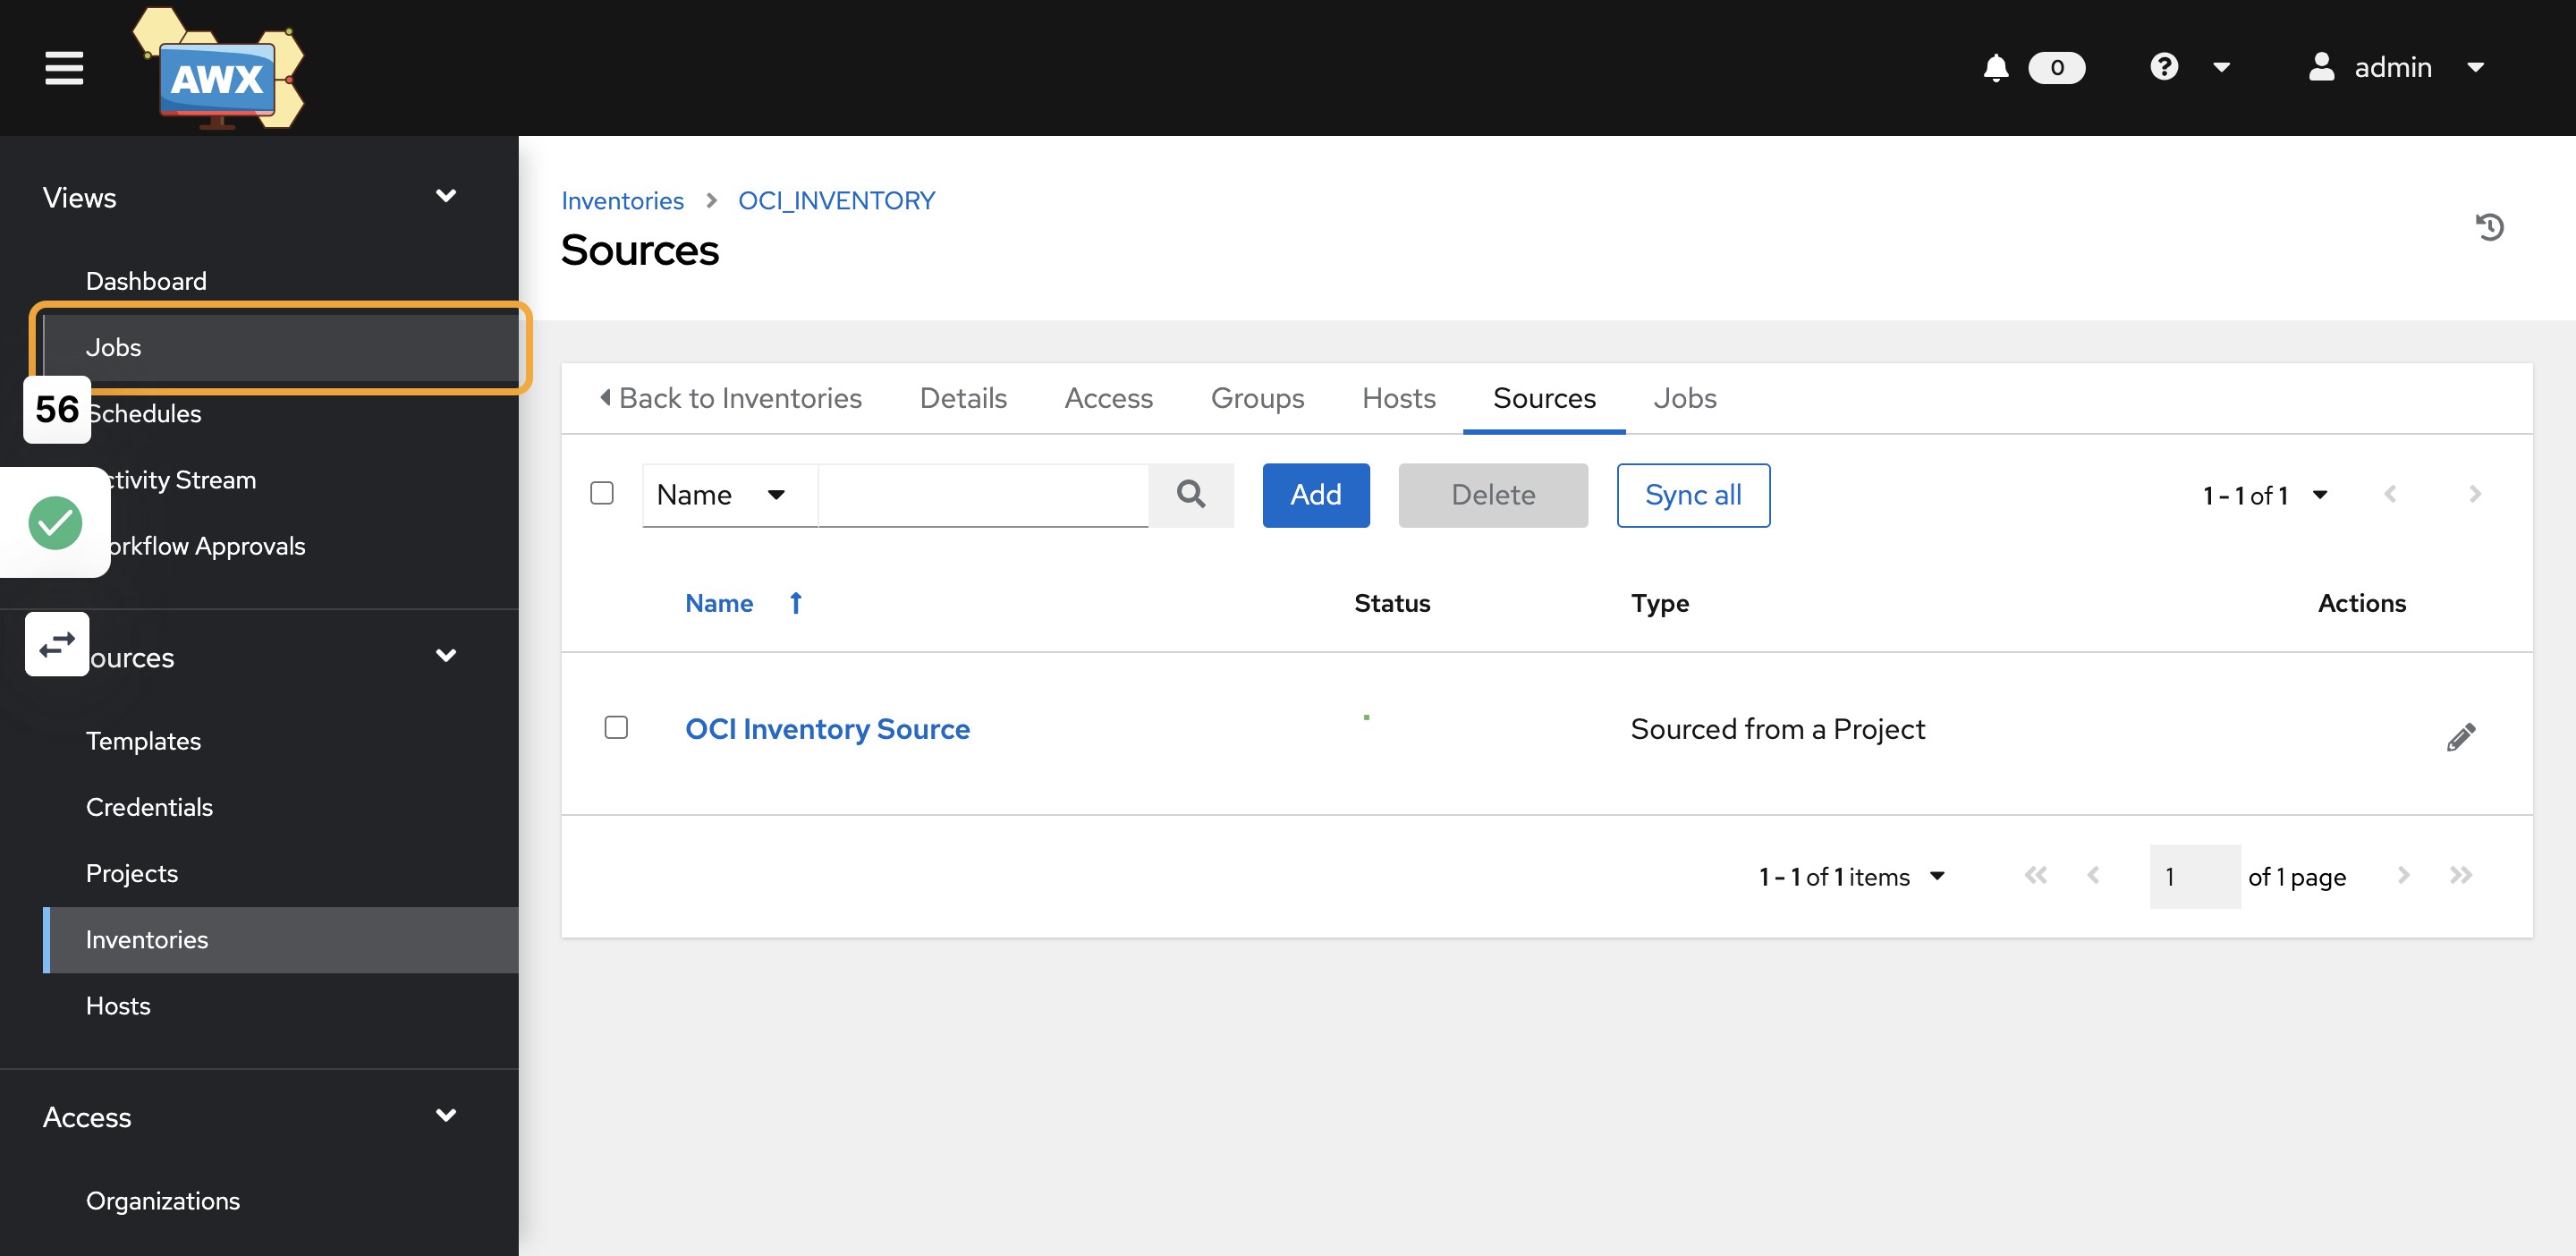 AWX
0
admin
Views
Dashboard
Jobs
56
Schedules
ctivity Stream
orkflow Approvals
ources
Templates
Credentials
Projects
Inventories
Hosts
Access
Organizations
Inventories > OCI_INVENTORY
Sources
Back to Inventories Details Access Groups Hosts Sources Jobs
Name Add Delete Sync all 1 - 1 of 1
Name Status Type Actions
OCI Inventory Source Sourced from a Project
1 - 1 of 1 items 1 of 1 page